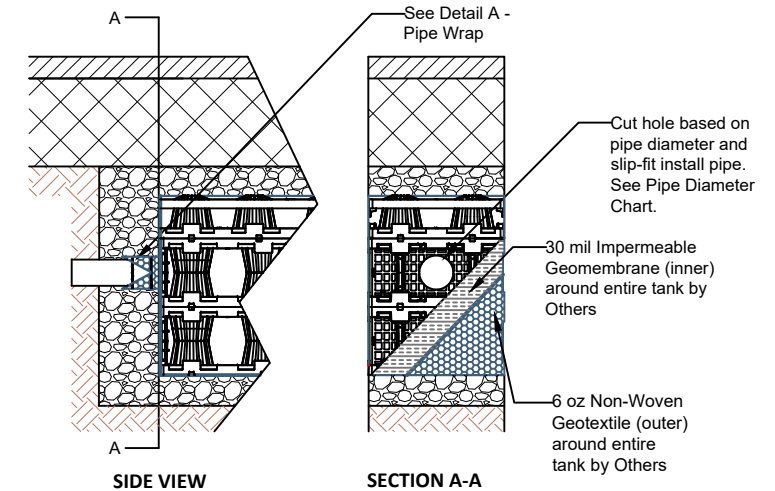 A
See Detail A -
Pipe Wrap
Cut hole based on
pipe diameter and
slip-fit install pipe.
See Pipe Diameter
Chart.
30 mil Impermeable
Geomembrane (inner)
around entire tank by
Others
6 oz Non-Woven
Geotextile (outer)
around entire
tank by Others
A
SIDE VIEW
SECTION A-A